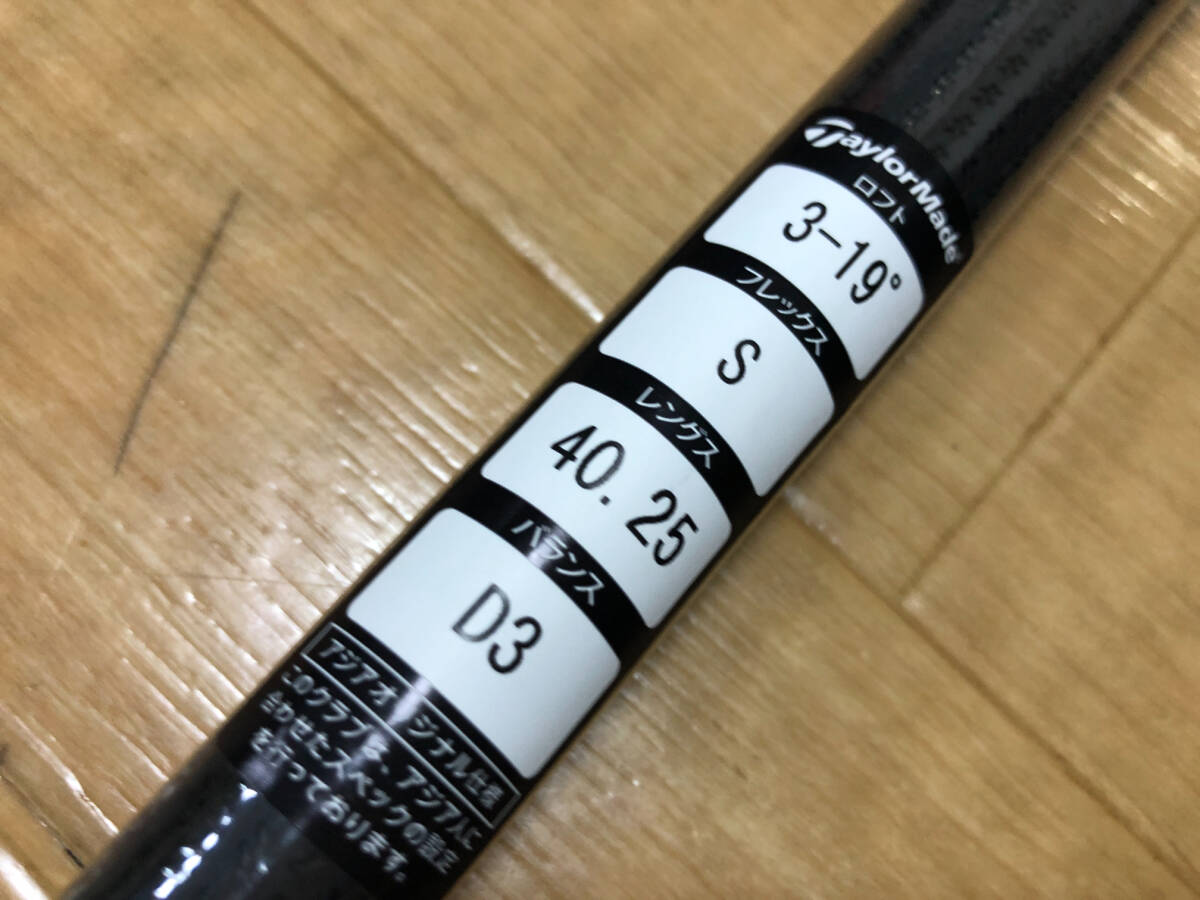 TaylorMade
ロフト
3-19°
フレックス
S
レングス
40.25
バランス
D3
アジアオリジナル仕様
このクラブは、アジア人に
合わせたスペックの設定
を行っております。